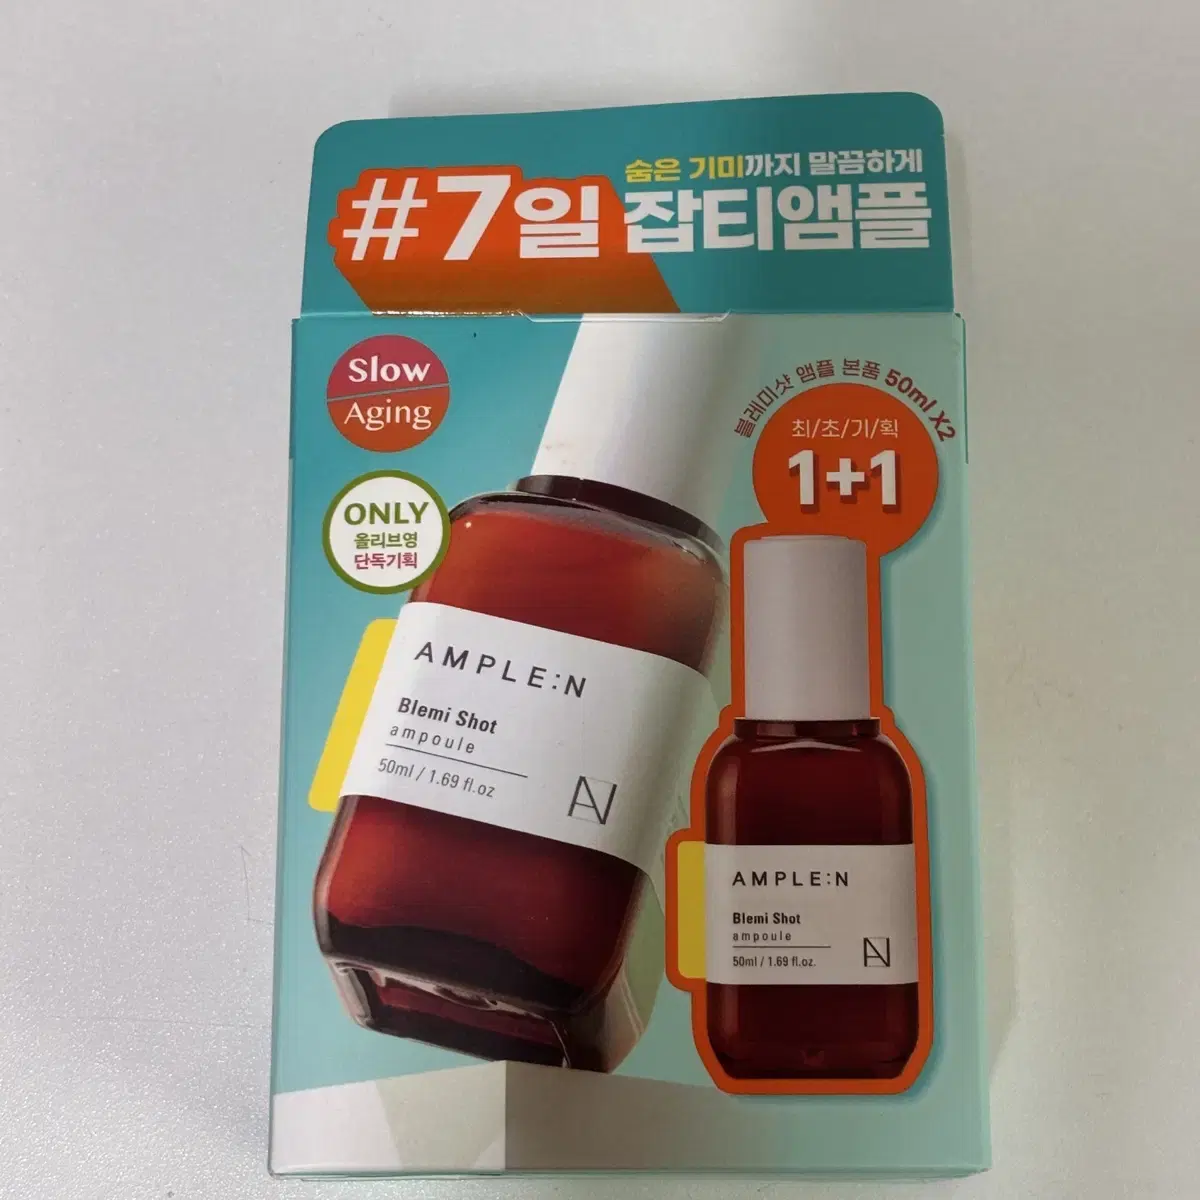 숨은 기미까지 말끔하게
#7일 잡티앰플
Slow
Aging
ONLY
올리브영
단독기획
블레미샷 앰플 본품 50ml X2
최/초/기/획
1+1
AMPLE:N
Blemi Shot
ampoule
50ml / 1.69 fl.oz
AN
AMPLE:N
Blemi Shot
ampoule
50ml / 1.69 fl.oz.
AN